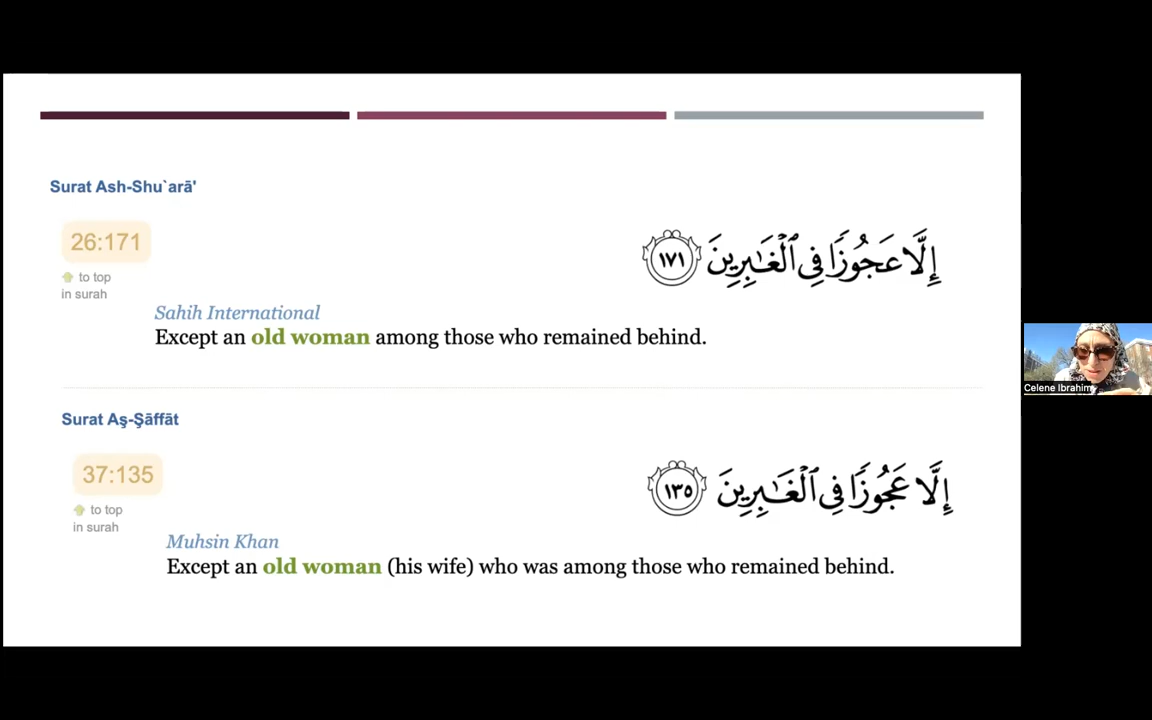 Surat Ash-Shu`arā'
26:171
إِلَّا عَجُوزًا فِي ٱلْغَـٰبِرِينَ ١٧١
to top
in surah
Sahih International
Except an old woman among those who remained behind.
Surat Aş-Şāffāt
37:135
إِلَّا عَجُوزًا فِي ٱلْغَـٰبِرِينَ ١٣٥
to top
in surah
Muhsin Khan
Except an old woman (his wife) who was among those who remained behind.
Celene Ibrahim